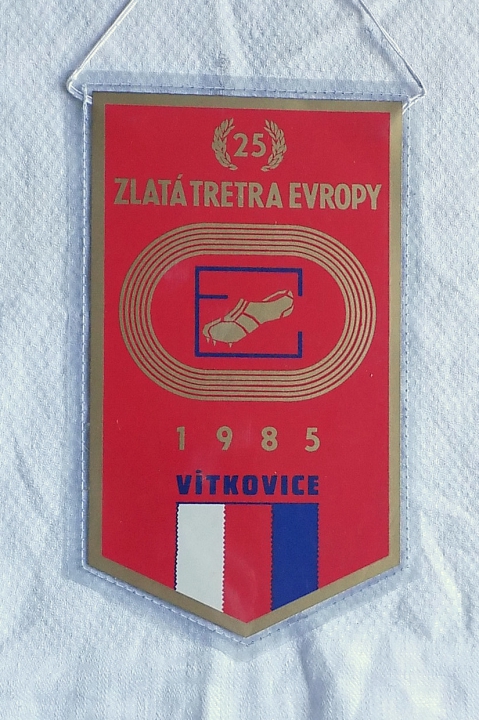 25
ZLATÁ TRETRA EVROPY
1985
VÍTKOVICE